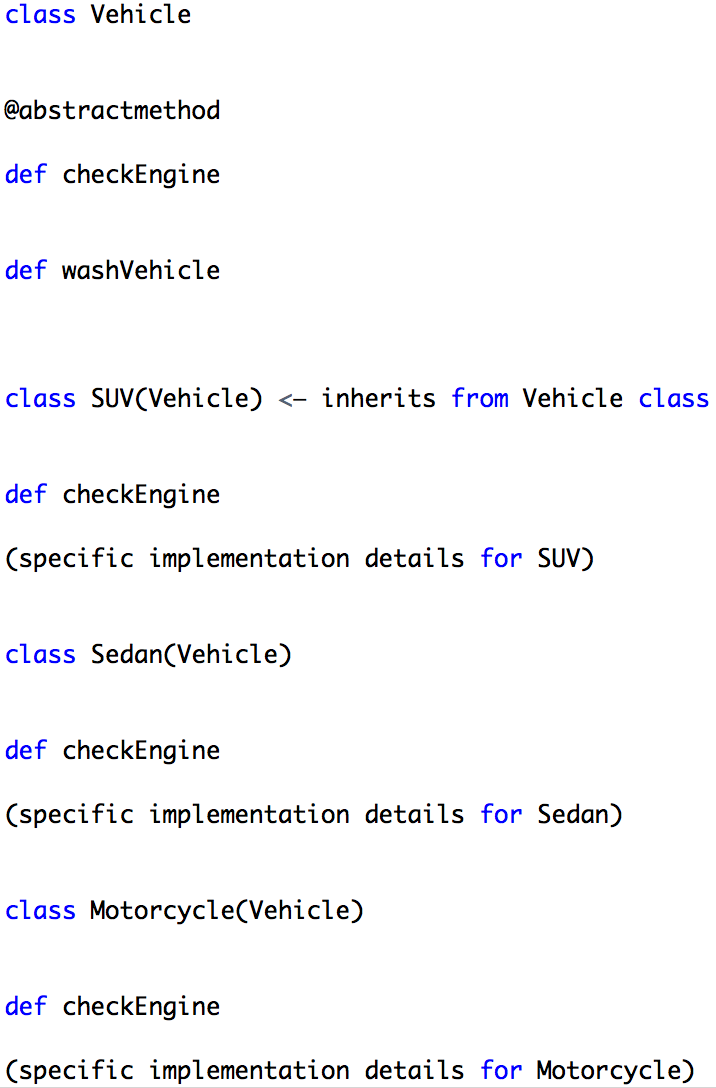 class Vehicle
@abstractmethod
def checkEngine
def washVehicle
class SUV(Vehicle) <– inherits from Vehicle class
def checkEngine
(specific implementation details for SUV)
class Sedan(Vehicle)
def checkEngine
(specific implementation details for Sedan)
class Motorcycle(Vehicle)
def checkEngine
(specific implementation details for Motorcycle)